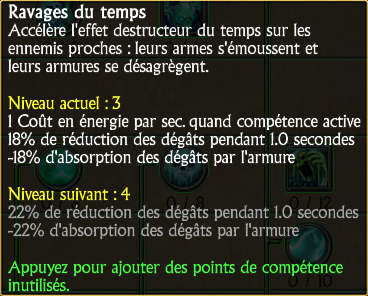 Ravages du temps
Accélère l'effet destructeur du temps sur les
ennemis proches : leurs armes s'émoussent et
leurs armures se désagrègent.
Niveau actuel : 3
1 Coût en énergie par sec. quand compétence active
18% de réduction des dégâts pendant 1.0 secondes
-18% d'absorption des dégâts par l'armure
Niveau suivant : 4
22% de réduction des dégâts pendant 1.0 secondes
-22% d'absorption des dégâts par l'armure
Appuyez pour ajouter des points de compétence
inutilisés.